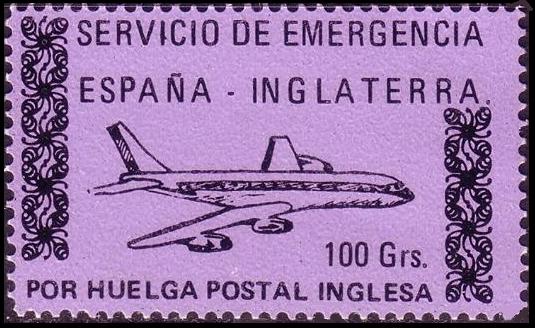 SERVICIO DE EMERGENCIA
ESPAÑA - INGLATERRA.
100 Grs.
POR HUELGA POSTAL INGLESA